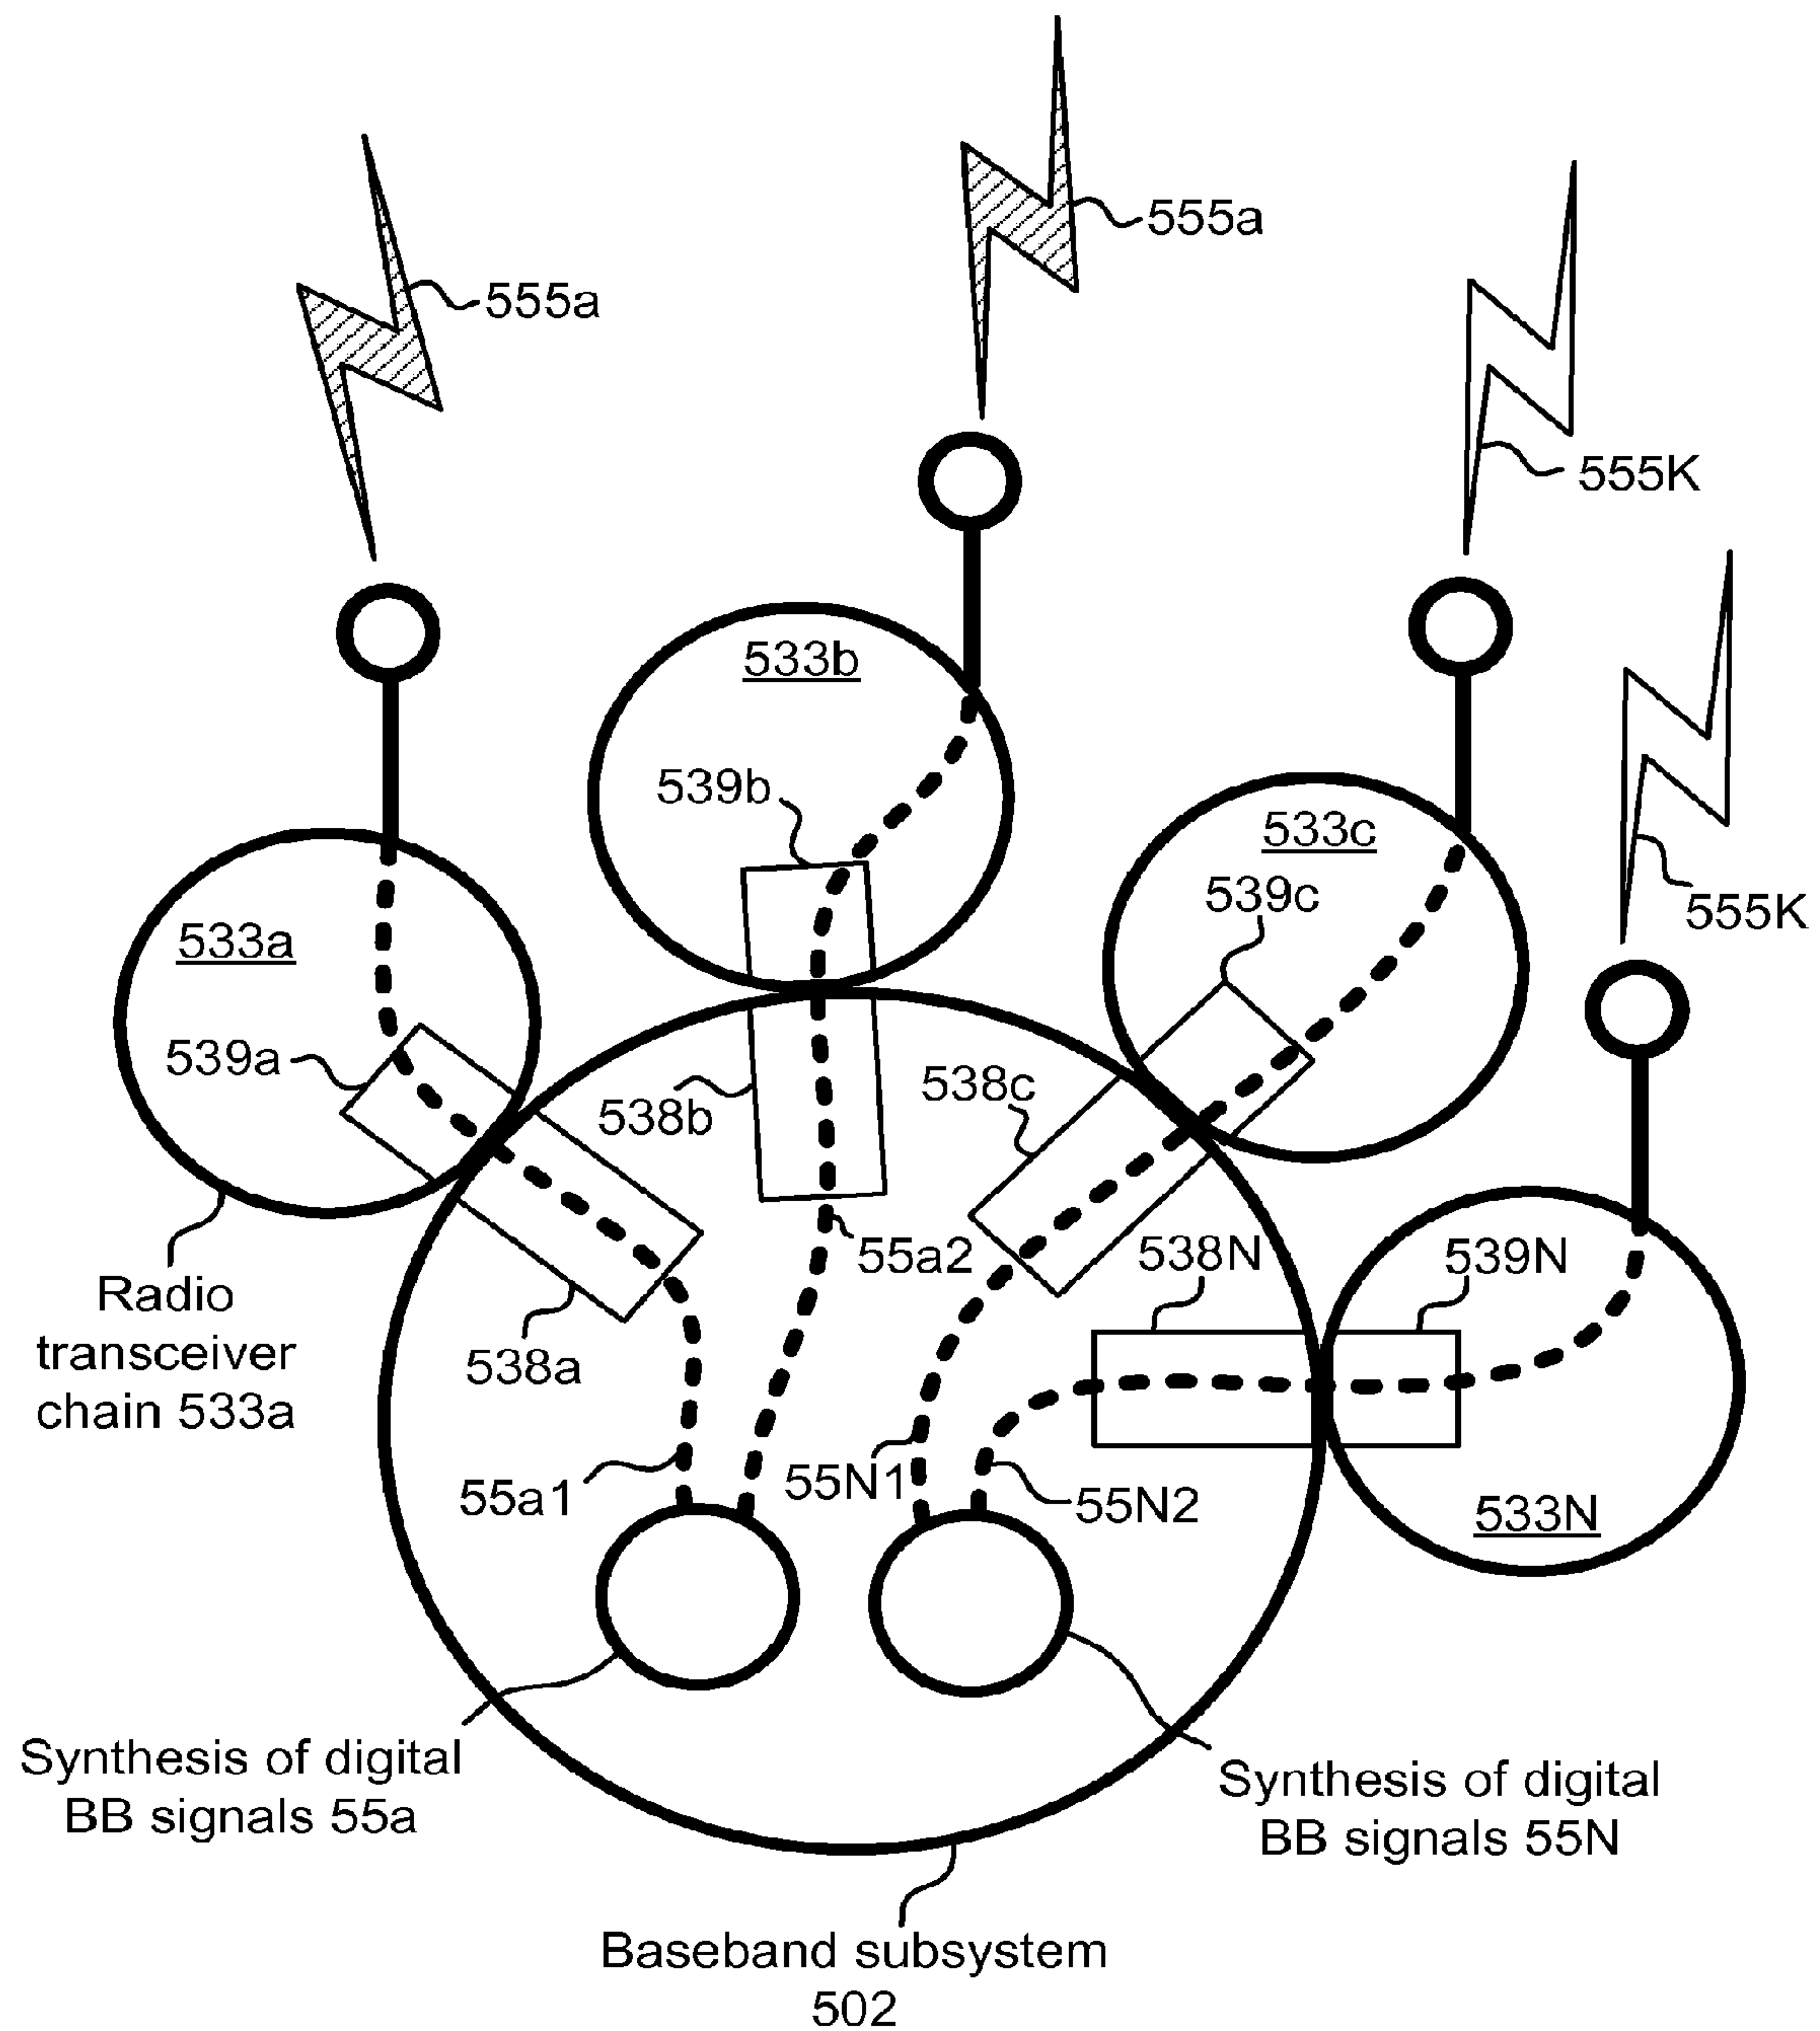 555a
555a
555K
533b
539b
533c
539c
555K
533a
539a
538b
538c
55a2
538N
539N
Radio
transceiver
chain 533a
538a
55a1
55N1
55N2
533N
Synthesis of digital
BB signals 55a
Synthesis of digital
BB signals 55N
Baseband subsystem
502